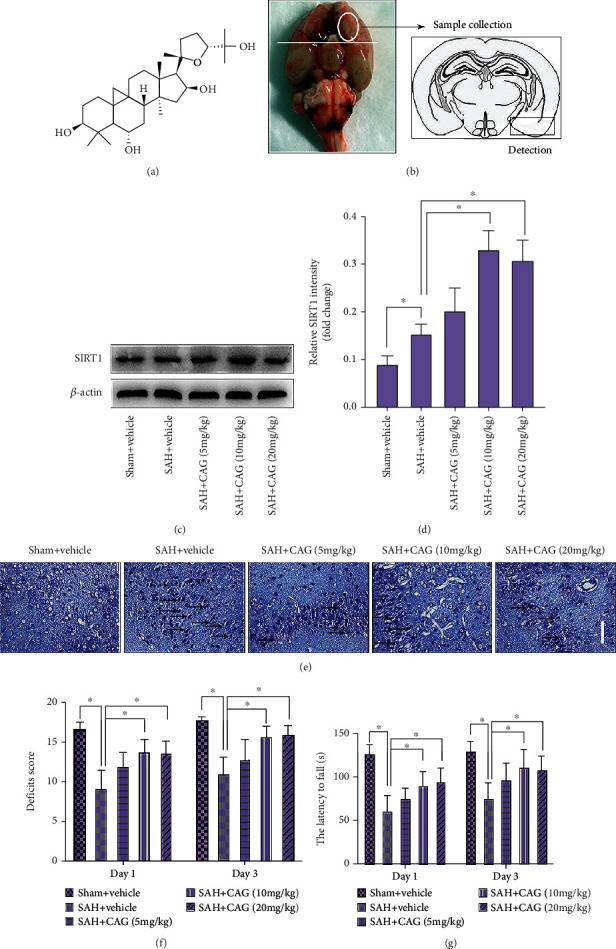 OH
O
H
OH
HO
OH
(a)
Sample collection
Detection
(b)
SIRT1
β-actin
Sham+vehicle
SAH+vehicle
SAH+CAG (5mg/kg)
SAH+CAG (10mg/kg)
SAH+CAG (20mg/kg)
(c)
Relative SIRT1 intensity
(fold change)
0.4
0.3
0.2
0.1
0.0
*
*
*
Sham+vehicle
SAH+vehicle
SAH+CAG (5mg/kg)
SAH+CAG (10mg/kg)
SAH+CAG (20mg/kg)
(d)
Sham+vehicle
SAH+vehicle
SAH+CAG (5mg/kg)
SAH+CAG (10mg/kg)
SAH+CAG (20mg/kg)
(e)
Deficits score
20
15
10
5
0
*
*
*
*
*
*
Day 1
Day 3
Sham+vehicle
SAH+vehicle
SAH+CAG (5mg/kg)
SAH+CAG (10mg/kg)
SAH+CAG (20mg/kg)
(f)
The latency to fall (s)
150
100
50
0
*
*
*
*
*
*
Day 1
Day 3
Sham+vehicle
SAH+vehicle
SAH+CAG (5mg/kg)
SAH+CAG (10mg/kg)
SAH+CAG (20mg/kg)
(g)